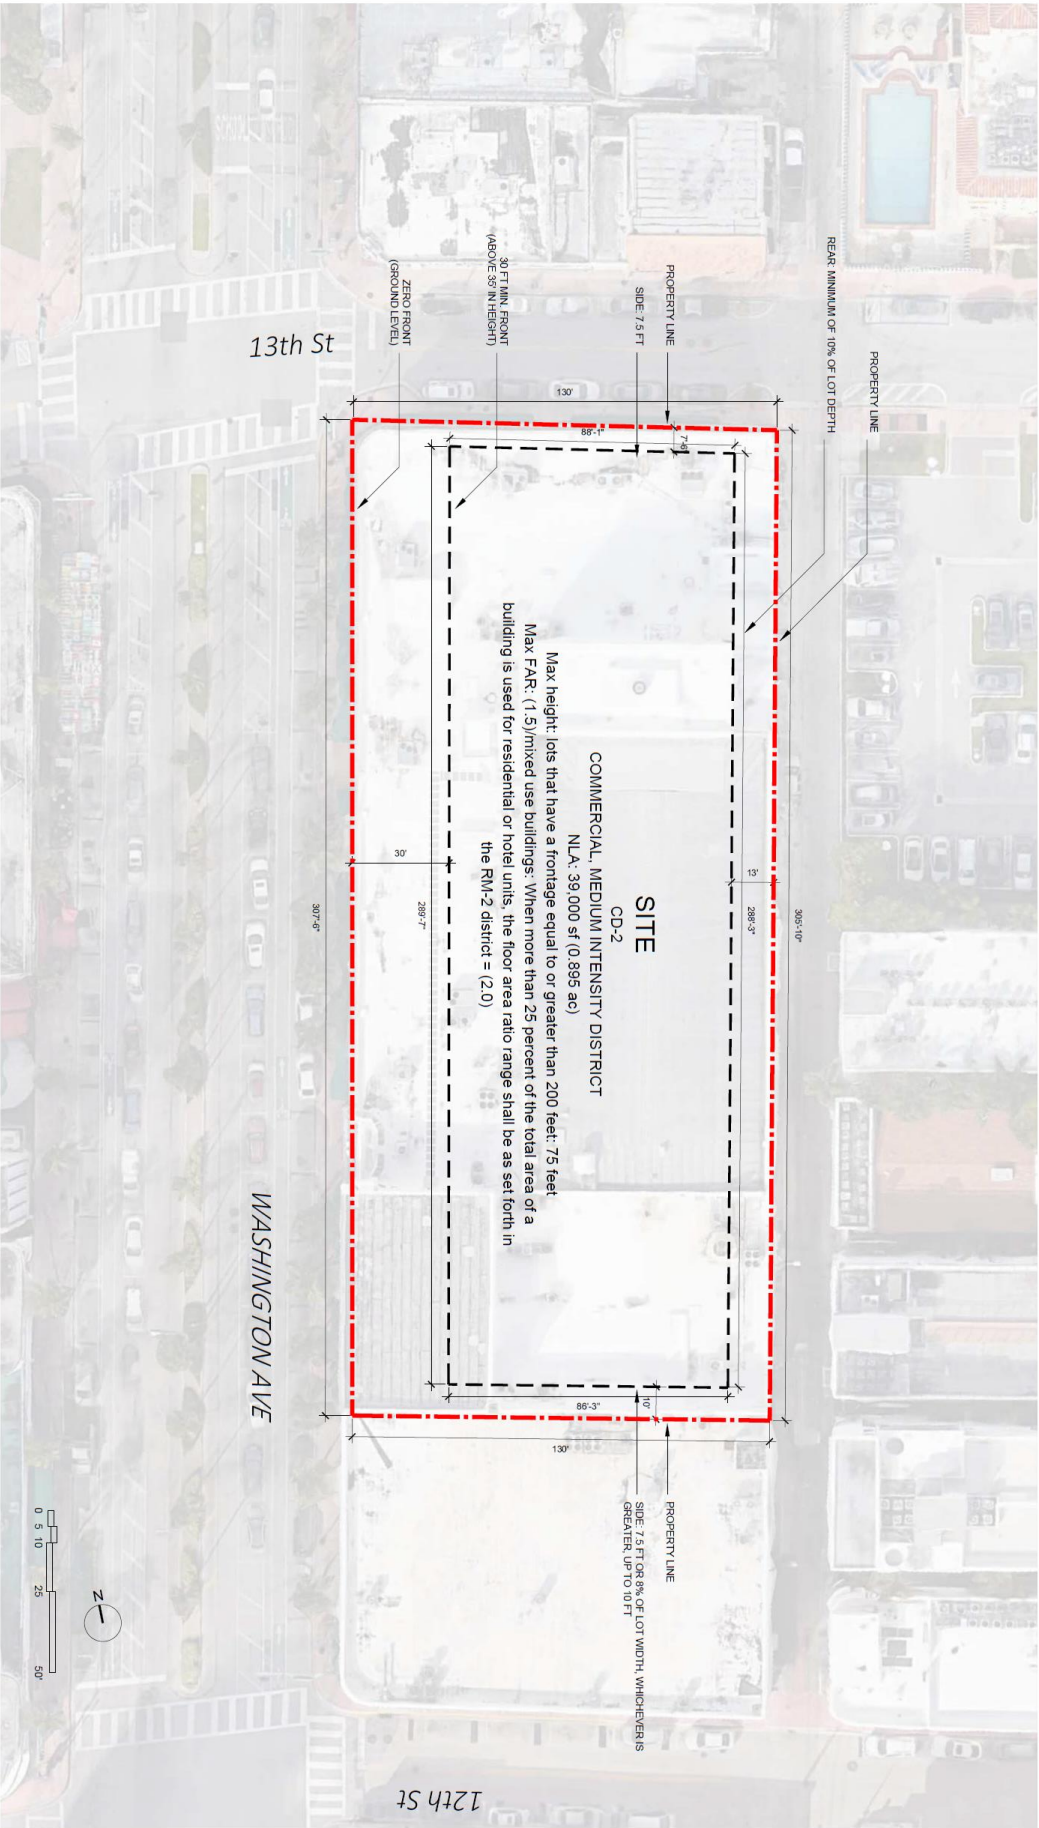 13th St
ZERO FRONT
(GROUND LEVEL)
30 FT MIN. FRONT
(ABOVE 35' IN HEIGHT)
SIDE: 7.5 FT
PROPERTY LINE
REAR: MINIMUM OF 10% OF LOT DEPTH
PROPERTY LINE
130'
88'-1"
7'-6"
SITE
CD-2
COMMERCIAL, MEDIUM INTENSITY DISTRICT
NLA: 39,000 sf (0.895 ac)
Max height: lots that have a frontage equal to or greater than 200 feet: 75 feet
Max FAR: (1.5)/mixed use buildings: When more than 25 percent of the total area of a
building is used for residential or hotel units, the floor area ratio range shall be as set forth in
the RM-2 district = (2.0)
13'
288'-3"
305'-10"
30'
289'-7"
307'-6"
WASHINGTON AVE
86'-3"
10'
130'
PROPERTY LINE
SIDE: 7.5 FT OR 8% OF LOT WIDTH, WHICHEVER IS
GREATER, UP TO 10 FT
0 5 10 25 50'
N
12th St